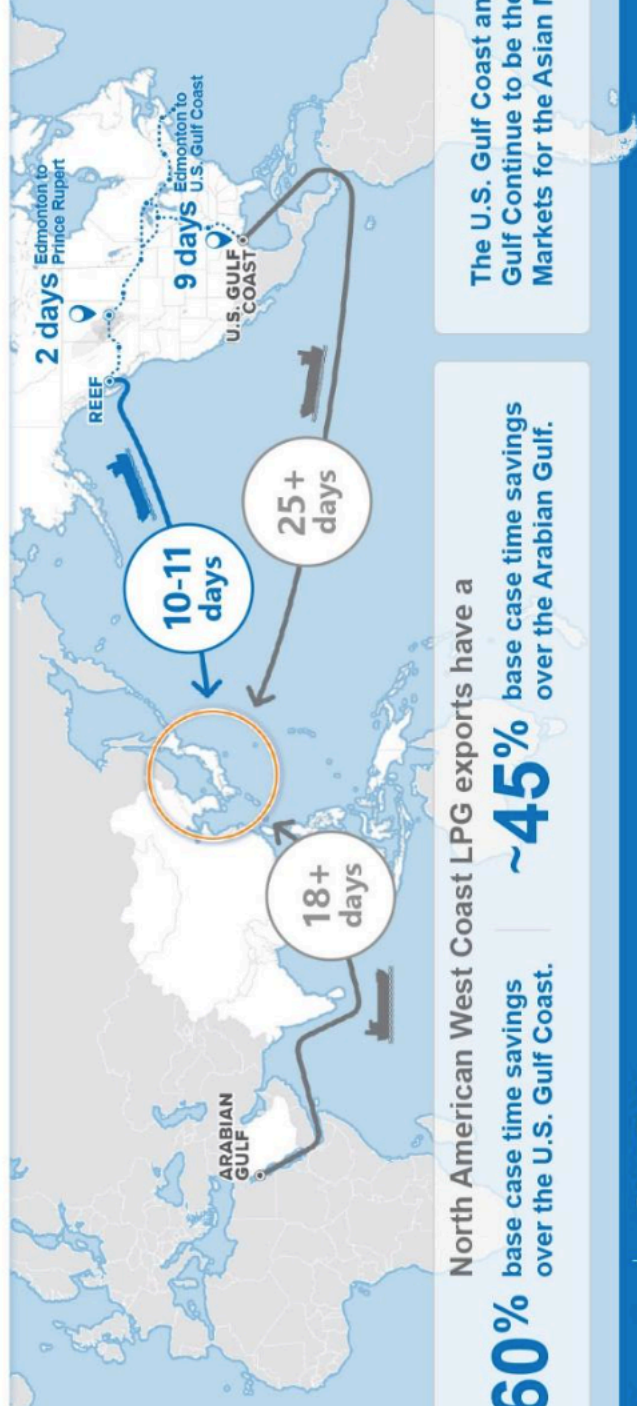 2 days Edmonton to
Prince Rupert
9 days Edmonton to
U.S. Gulf Coast
REEF
U.S. GULF
COAST
ARABIAN
GULF
10-11
days
25+
days
18+
days
North American West Coast LPG exports have a
60% base case time savings
over the U.S. Gulf Coast.
~45% base case time savings
over the Arabian Gulf.
The U.S. Gulf Coast an
Gulf Continue to be the
Markets for the Asian